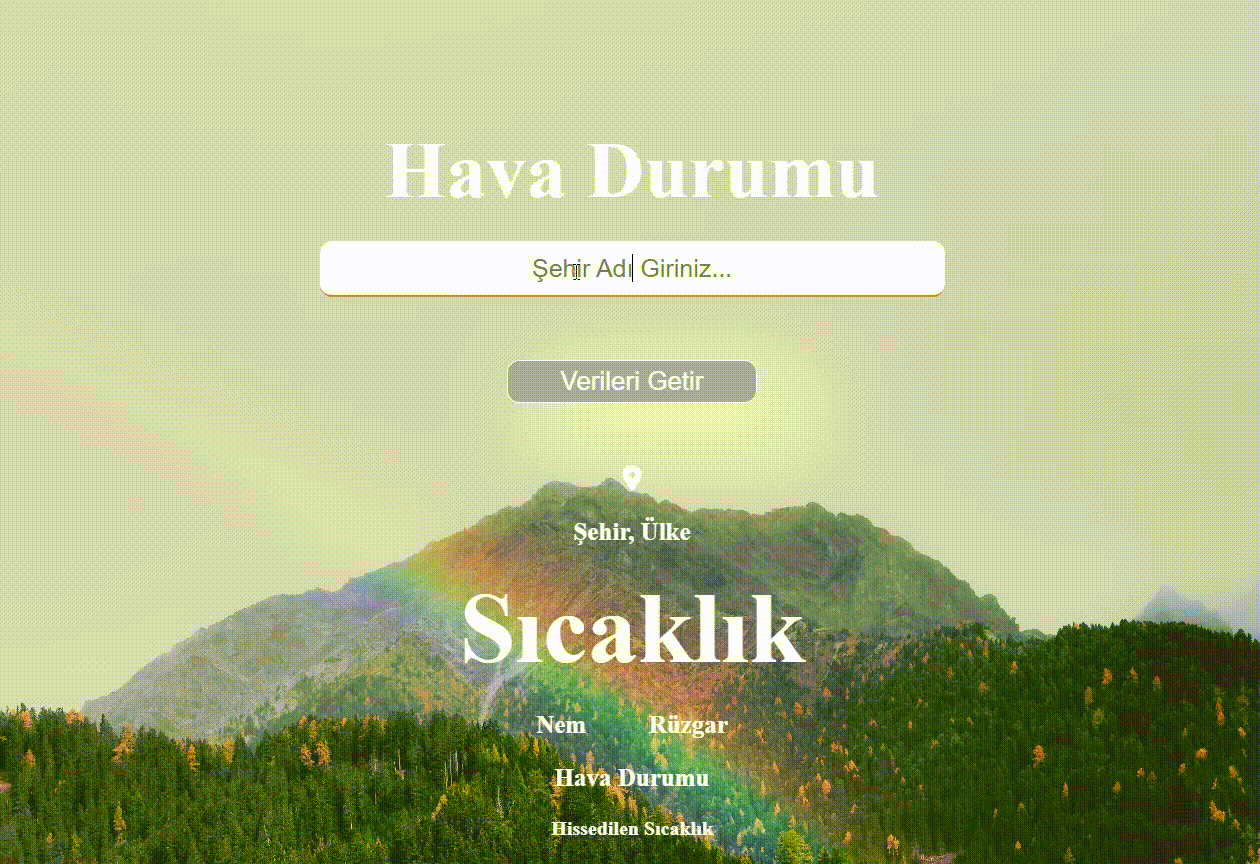 Hava Durumu
Şehir Adı Giriniz...
Verileri Getir
Şehir, Ülke
Sıcaklık
Nem Rüzgar
Hava Durumu
Hissedilen Sıcaklık